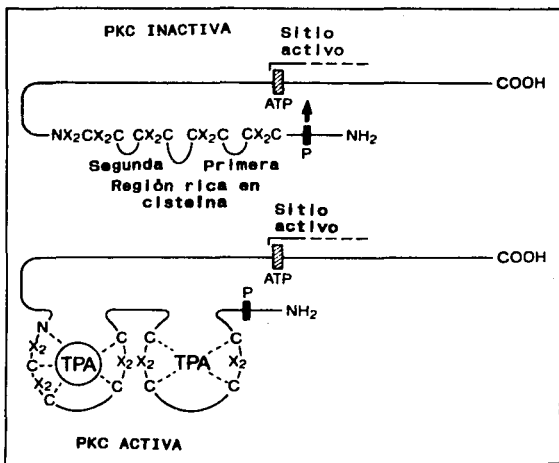 PKC INACTIVA
Sitio
activo
COOH
ATP
NX₂CX₂C CX₂C CX₂C CX₂C
P
NH₂
Segunda Primera
Región rica en
cisteína
Sitio
activo
COOH
ATP
P
NH₂
N C C C
X₂ TPA X₂ X₂ TPA X₂
C
X₂
C C C C
PKC ACTIVA